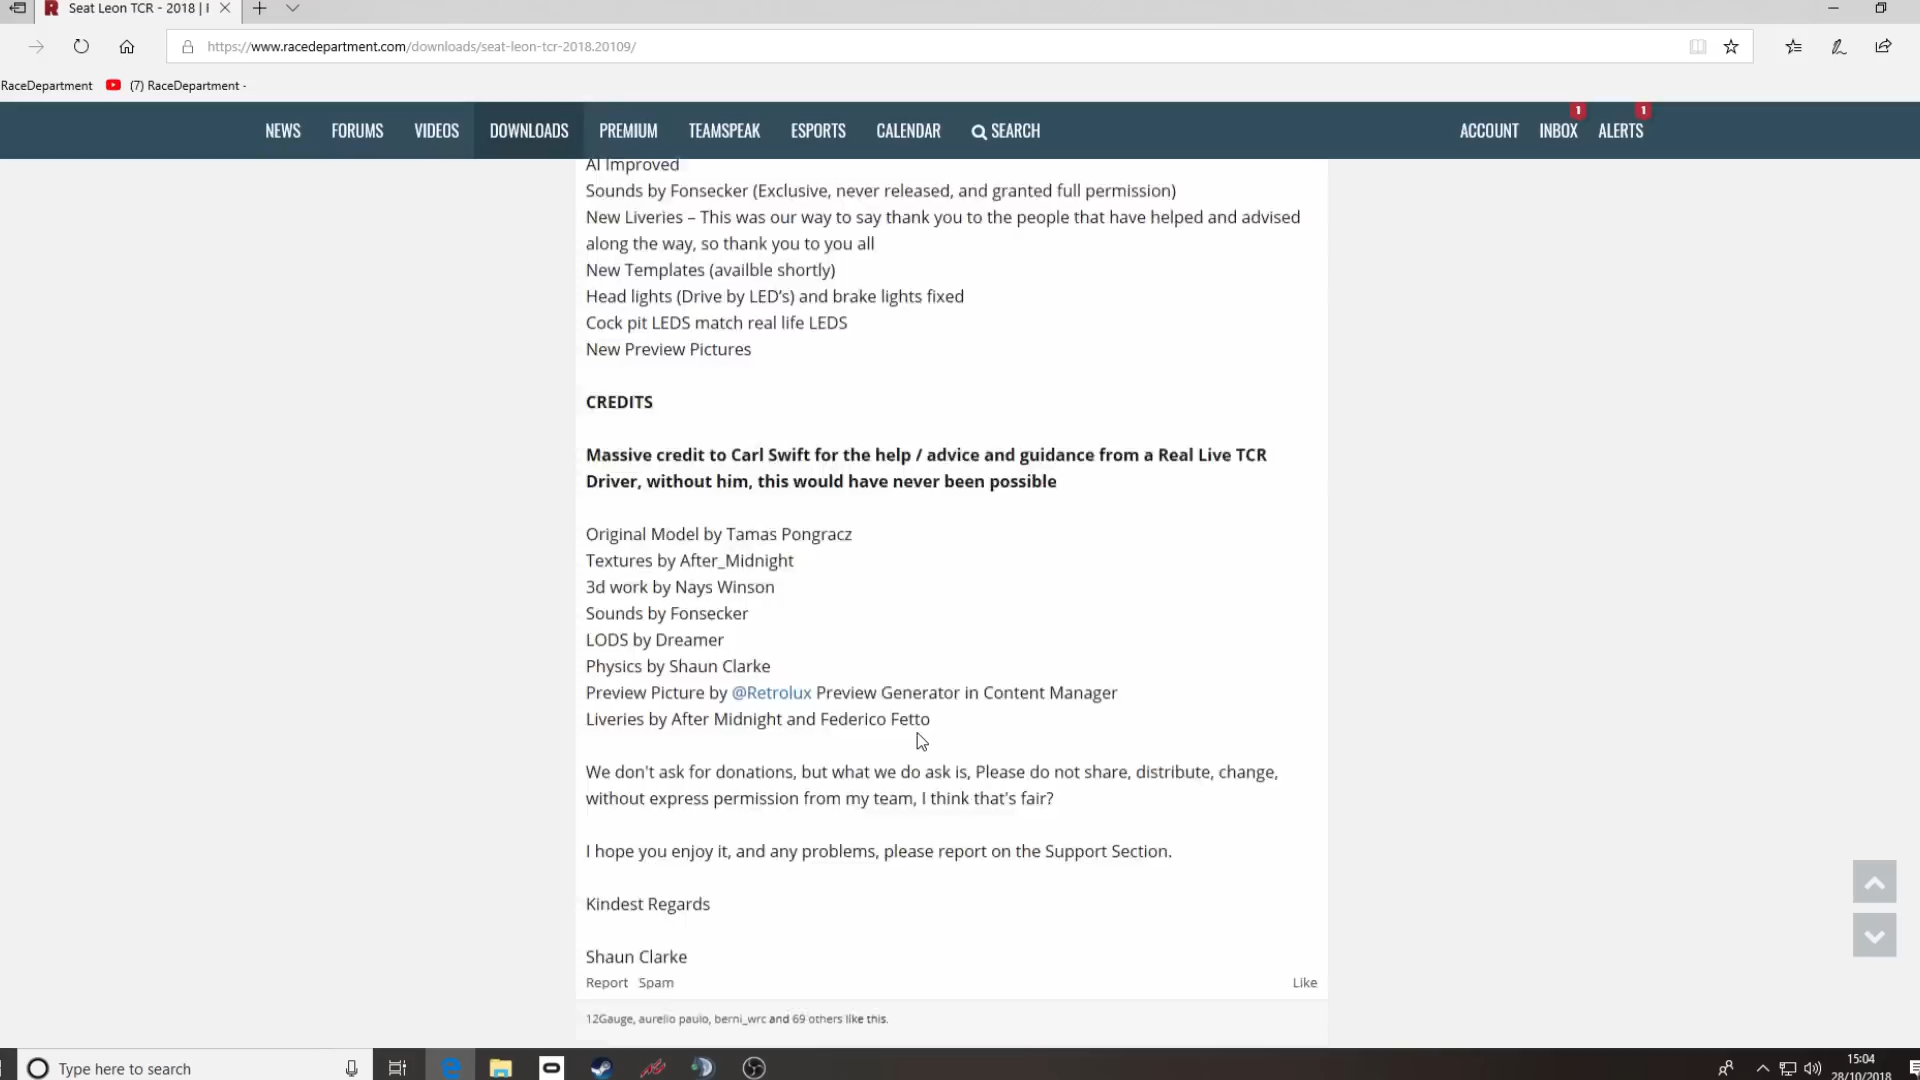 Seat Leon TCR - 2018 |
https://www.racedepartment.com/downloads/seat-leon-tcr-2018.20109/
RaceDepartment (7) RaceDepartment -
NEWS FORUMS VIDEOS DOWNLOADS PREMIUM TEAMSPEAK ESPORTS CALENDAR SEARCH ACCOUNT INBOX 1 ALERTS 1
AI Improved
Sounds by Fonsecker (Exclusive, never released, and granted full permission)
New Liveries – This was our way to say thank you to the people that have helped and advised
along the way, so thank you to you all
New Templates (availble shortly)
Head lights (Drive by LED’s) and brake lights fixed
Cock pit LEDS match real life LEDS
New Preview Pictures
CREDITS
Massive credit to Carl Swift for the help / advice and guidance from a Real Live TCR
Driver, without him, this would have never been possible
Original Model by Tamas Pongracz
Textures by After_Midnight
3d work by Nays Winson
Sounds by Fonsecker
LODS by Dreamer
Physics by Shaun Clarke
Preview Picture by @Retrolux Preview Generator in Content Manager
Liveries by After Midnight and Federico Fetto
We don't ask for donations, but what we do ask is, Please do not share, distribute, change,
without express permission from my team, I think that's fair?
I hope you enjoy it, and any problems, please report on the Support Section.
Kindest Regards
Shaun Clarke
Report Spam Like
12Gauge, aurelio paulo, berni_wrc and 69 others like this.
Type here to search 15:04
28/10/2018